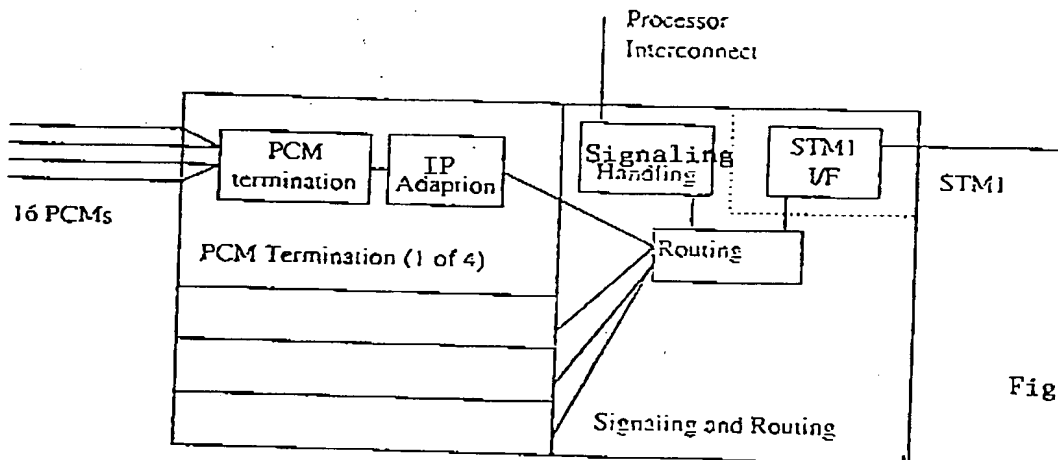 Processor
Interconnect
PCM
termination
IP
Adaption
Signaling
Handling
STM1
I/F
STM1
16 PCMs
PCM Termination (1 of 4)
Routing
Fig
Signaling and Routing